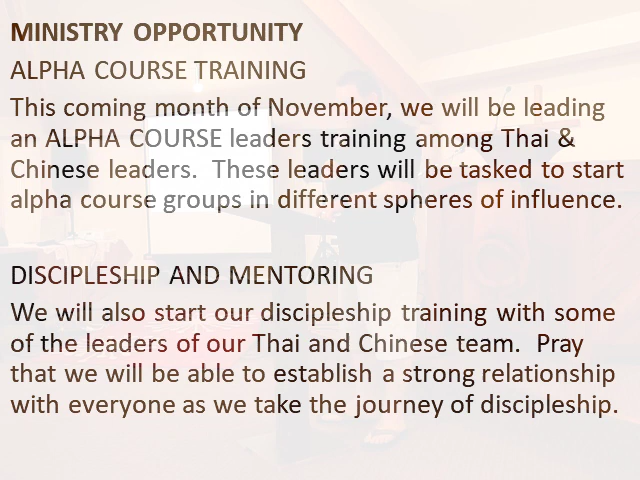 MINISTRY OPPORTUNITY
ALPHA COURSE TRAINING
This coming month of November, we will be leading
an ALPHA COURSE leaders training among Thai &
Chinese leaders.  These leaders will be tasked to start
alpha course groups in different spheres of influence.
DISCIPLESHIP AND MENTORING
We will also start our discipleship training with some
of the leaders of our Thai and Chinese team.  Pray
that we will be able to establish a strong relationship
with everyone as we take the journey of discipleship.